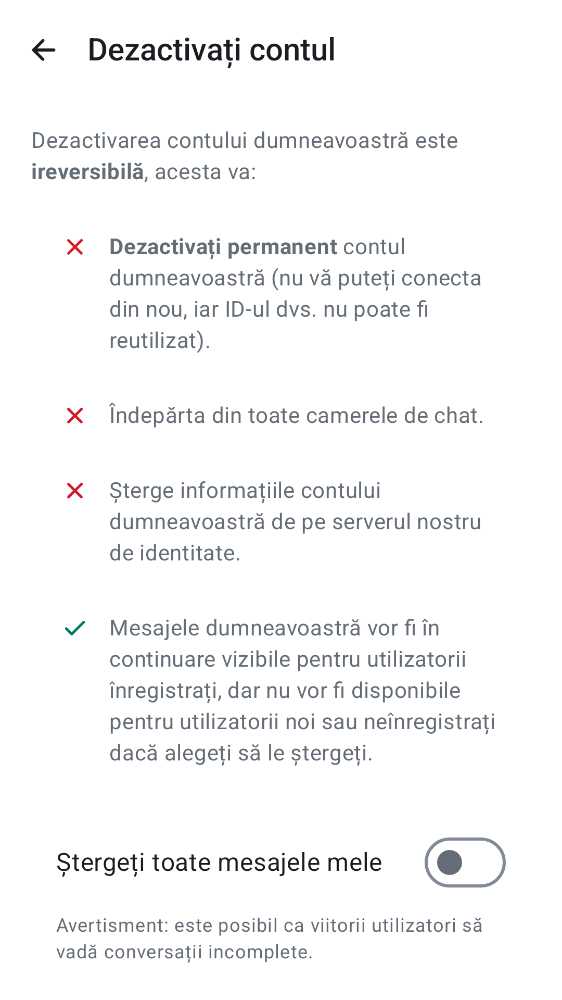 Dezactivați contul
Dezactivarea contului dumneavoastră este
ireversibilă, acesta va:
Dezactivați permanent contul
dumneavoastră (nu vă puteți conecta
din nou, iar ID-ul dvs. nu poate fi
reutilizat).
Îndepărta din toate camerele de chat.
Șterge informațiile contului
dumneavoastră de pe serverul nostru
de identitate.
Mesajele dumneavoastră vor fi în
continuare vizibile pentru utilizatorii
înregistrați, dar nu vor fi disponibile
pentru utilizatorii noi sau neînregistrați
dacă alegeți să le ștergeți.
Ștergeți toate mesajele mele
Avertisment: este posibil ca viitorii utilizatori să
vadă conversații incomplete.